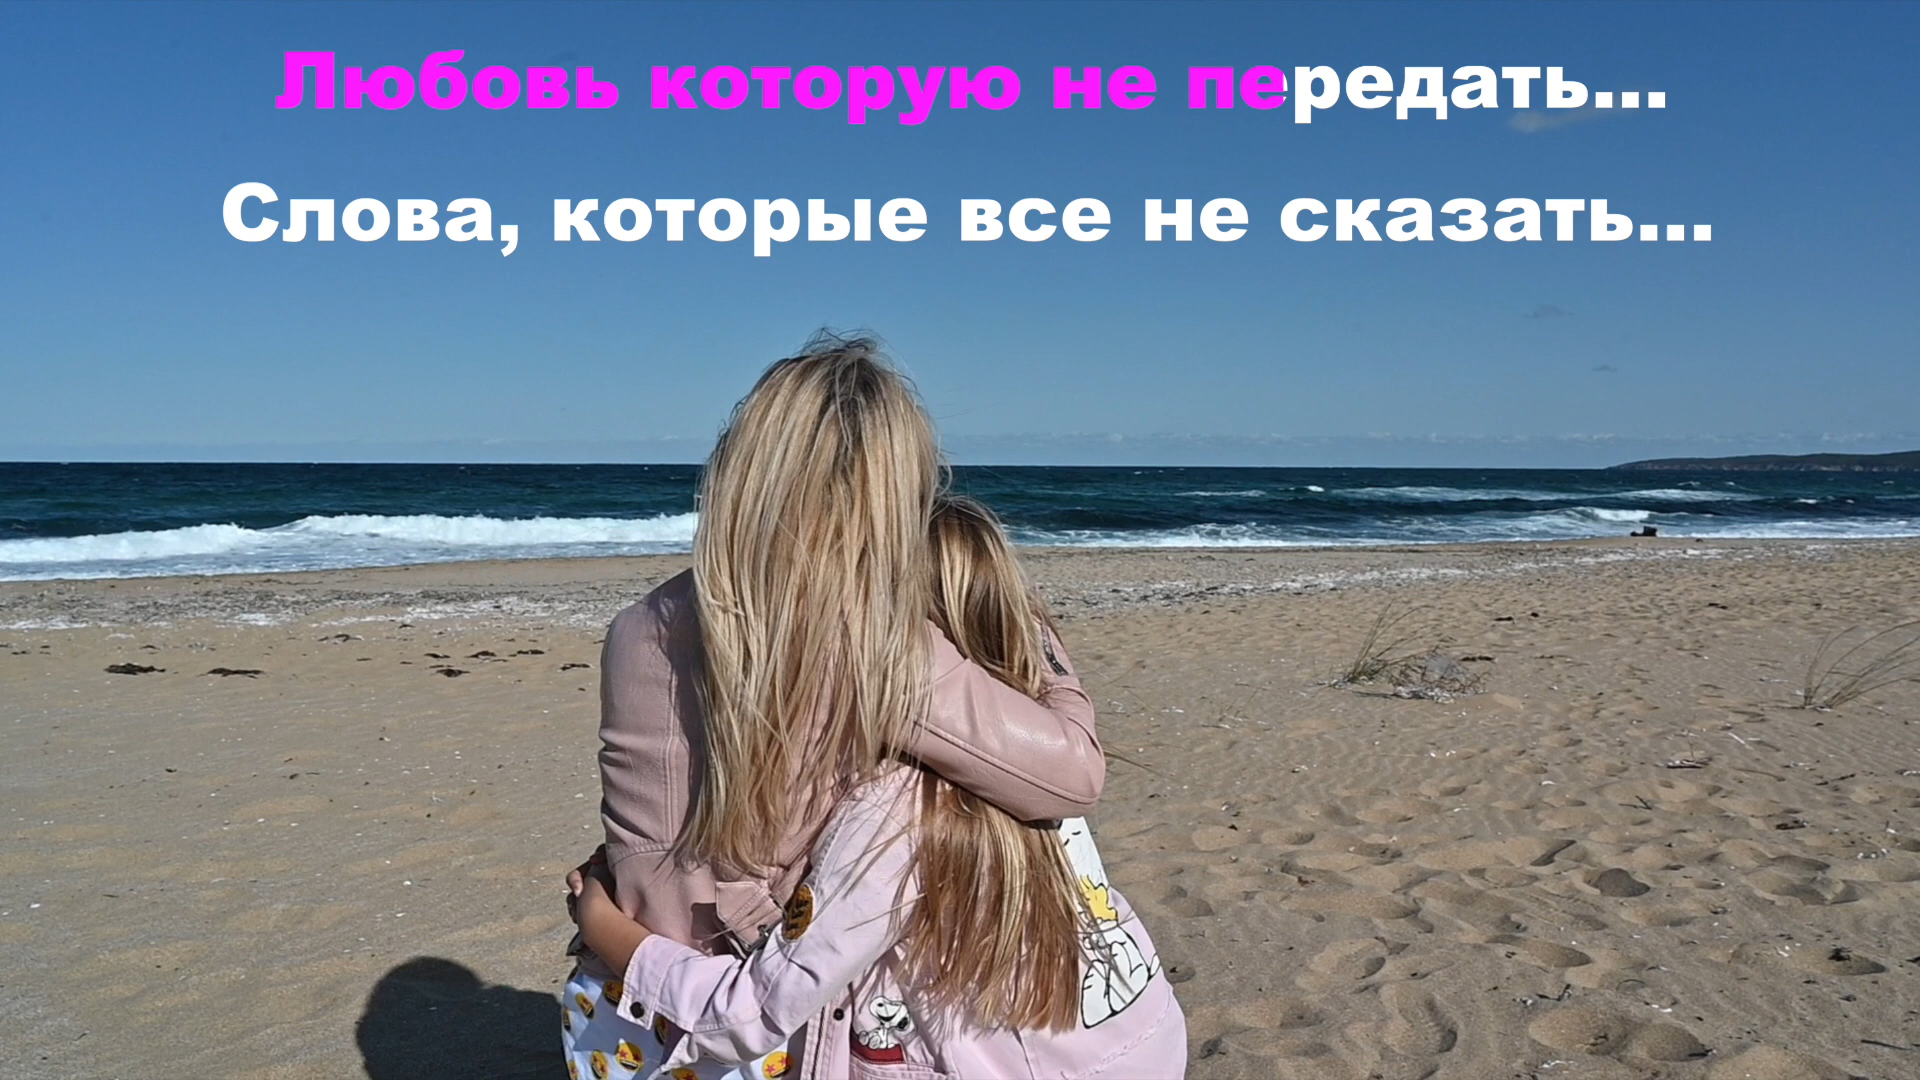 Любовь которую не передать...
Слова, которые все не сказать...